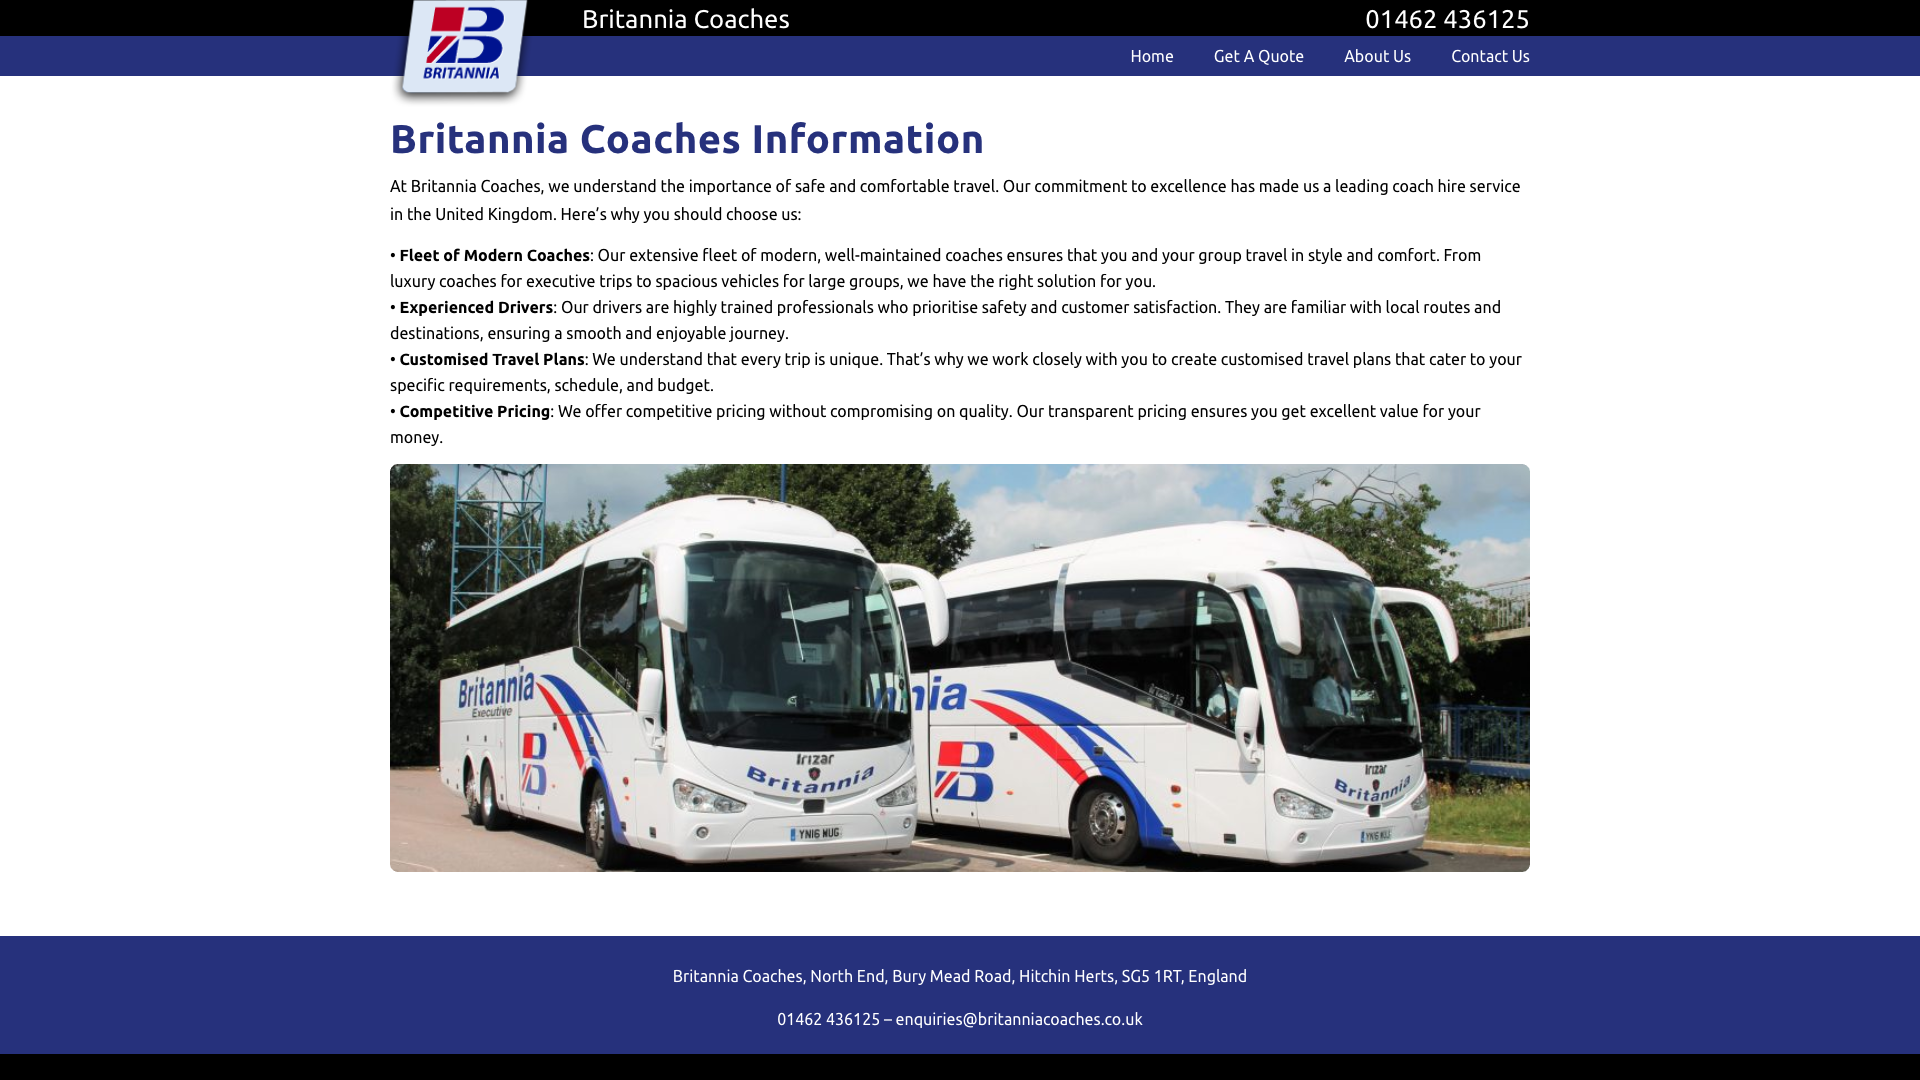 BRITANNIA
Britannia Coaches
01462 436125
Home
Get A Quote
About Us
Contact Us
Britannia Coaches Information
At Britannia Coaches, we understand the importance of safe and comfortable travel. Our commitment to excellence has made us a leading coach hire service
in the United Kingdom. Here’s why you should choose us:
• Fleet of Modern Coaches: Our extensive fleet of modern, well-maintained coaches ensures that you and your group travel in style and comfort. From
luxury coaches for executive trips to spacious vehicles for large groups, we have the right solution for you.
• Experienced Drivers: Our drivers are highly trained professionals who prioritise safety and customer satisfaction. They are familiar with local routes and
destinations, ensuring a smooth and enjoyable journey.
• Customised Travel Plans: We understand that every trip is unique. That’s why we work closely with you to create customised travel plans that cater to your
specific requirements, schedule, and budget.
• Competitive Pricing: We offer competitive pricing without compromising on quality. Our transparent pricing ensures you get excellent value for your
money.
Britannia
Executive
B
nnia
B
Irizar i6
Irizar
Britannia
YN16 WUG
Irizar
Britannia
Britannia Coaches, North End, Bury Mead Road, Hitchin Herts, SG5 1RT, England
01462 436125 – enquiries@britanniacoaches.co.uk